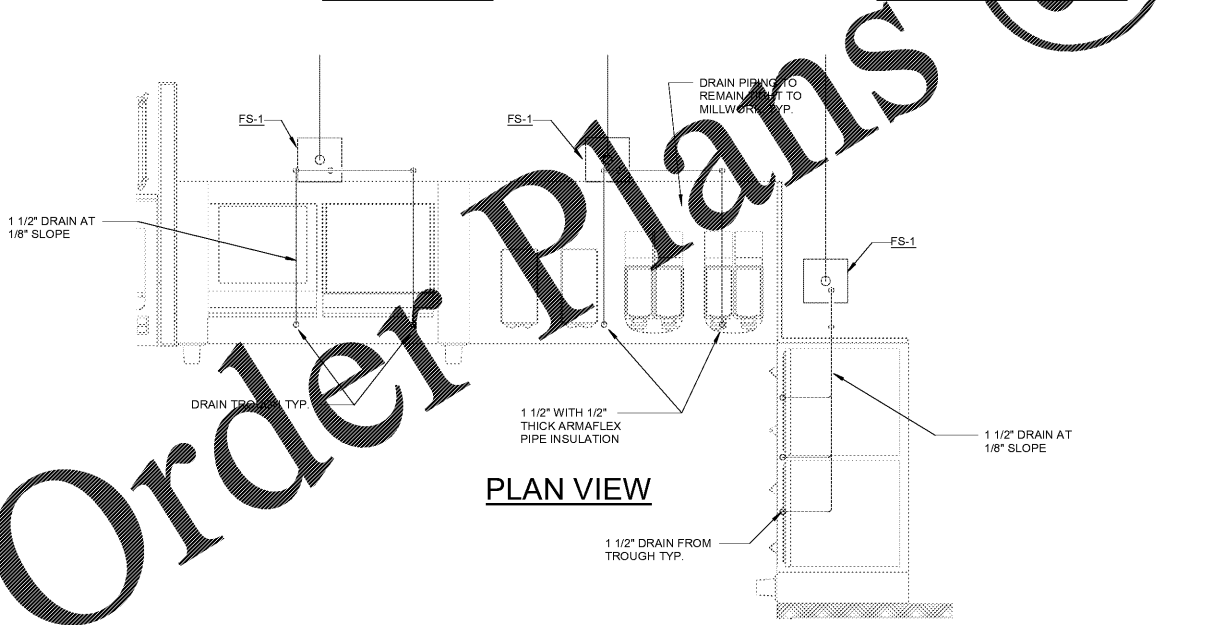 DRAIN PIPING TO
REMAIN TIGHT TO
MILLWORK TYP.
FS-1
FS-1
1 1/2" DRAIN AT
1/8" SLOPE
FS-1
DRAIN TROUGH TYP.
1 1/2" WITH 1/2"
THICK ARMAFLEX
PIPE INSULATION
1 1/2" DRAIN AT
1/8" SLOPE
PLAN VIEW
1 1/2" DRAIN FROM
TROUGH TYP.
Order Plans